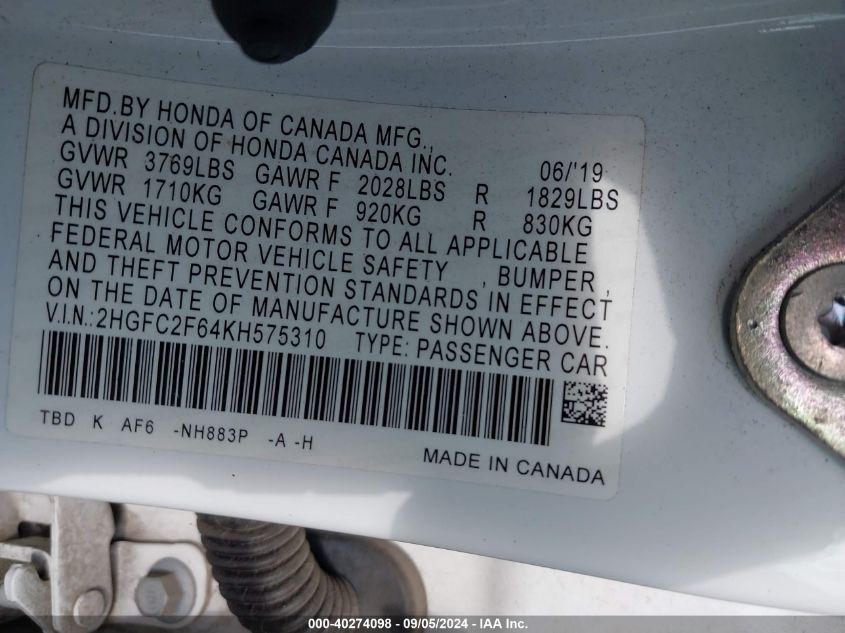 MFD.BY HONDA OF CANADA MFG.,
A DIVISION OF HONDA CANADA INC. 06/'19
GVWR 3769LBS GAWR F 2028LBS R 1829LBS
GVWR 1710KG GAWR F 920KG R 830KG
THIS VEHICLE CONFORMS TO ALL APPLICABLE
FEDERAL MOTOR VEHICLE SAFETY , BUMPER ,
AND THEFT PREVENTION STANDARDS IN EFFECT
ON THE DATE OF MANUFACTURE SHOWN ABOVE.
V.I.N.:2HGFC2F64KH575310 TYPE: PASSENGER CAR
TBD K AF6 -NH883P -A -H
MADE IN CANADA
000-40274098 - 09/05/2024 - IAA Inc.